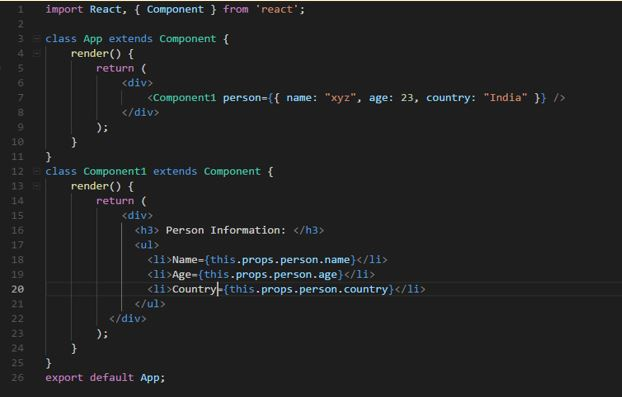 1 import React, { Component } from 'react';
2
3 class App extends Component {
4     render() {
5         return (
6             <div>
7                 <Component1 person={{ name: "xyz", age: 23, country: "India" }} />
8             </div>
9         );
10     }
11 }
12 class Component1 extends Component {
13     render() {
14         return (
15             <div>
16               <h3> Person Information: </h3>
17               <ul>
18                 <li>Name={this.props.person.name}</li>
19                 <li>Age={this.props.person.age}</li>
20                 <li>Country={this.props.person.country}</li>
21               </ul>
22           </div>
23         );
24     }
25 }
26 export default App;